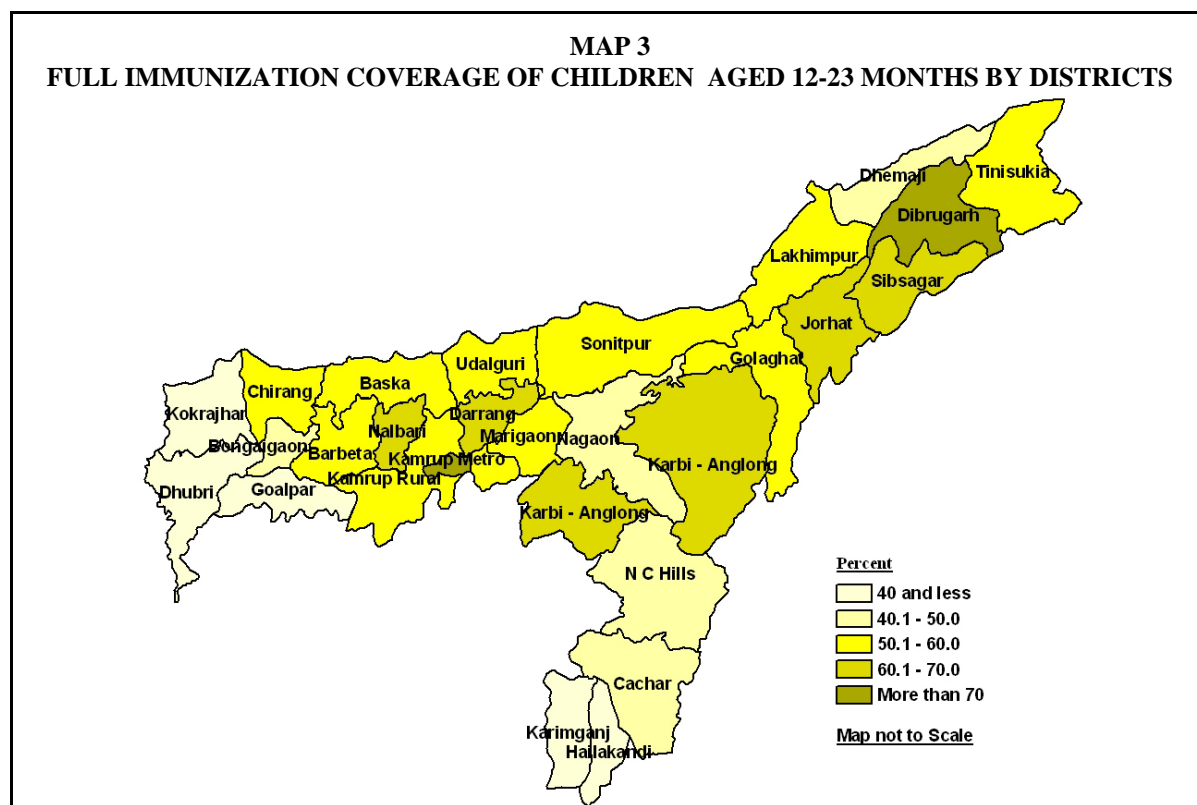 MAP 3
FULL IMMUNIZATION COVERAGE OF CHILDREN AGED 12-23 MONTHS BY DISTRICTS
Dhemaji
Tinisukia
Dibrugarh
Lakhimpur
Sibsagar
Jorhat
Sonitpur
Golaghat
Udalguri
Baska
Chirang
Kokrajhar
Darrang
Nalbari
Marigaon
Nagaon
Bongaigaon
Barbeta
Kamrup Metro
Karbi - Anglong
Kamrup Rural
Goalpar
Dhubri
Karbi - Anglong
N C Hills
Cachar
Karimganj
Hailakandi
Percent
40 and less
40.1 - 50.0
50.1 - 60.0
60.1 - 70.0
More than 70
Map not to Scale